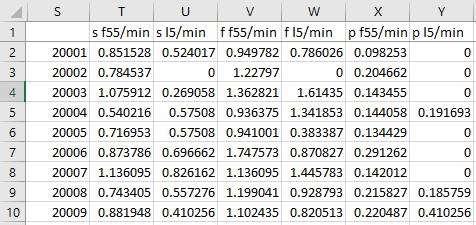 S T U V W X Y
1 s f55/min s l5/min f f55/min f l5/min p f55/min p l5/min
2 20001 0.851528 0.524017 0.949782 0.786026 0.098253 0
3 20002 0.784537 0 1.22797 0 0.204662 0
4 20003 1.075912 0.269058 1.362821 1.61435 0.143455 0
5 20004 0.540216 0.57508 0.936375 1.341853 0.144058 0.191693
6 20005 0.716953 0.57508 0.941001 0.383387 0.134429 0
7 20006 0.873786 0.696662 1.747573 0.870827 0.291262 0
8 20007 1.136095 0.826162 1.136095 1.445783 0.142012 0
9 20008 0.743405 0.557276 1.199041 0.928793 0.215827 0.185759
10 20009 0.881948 0.410256 1.102435 0.820513 0.220487 0.410256